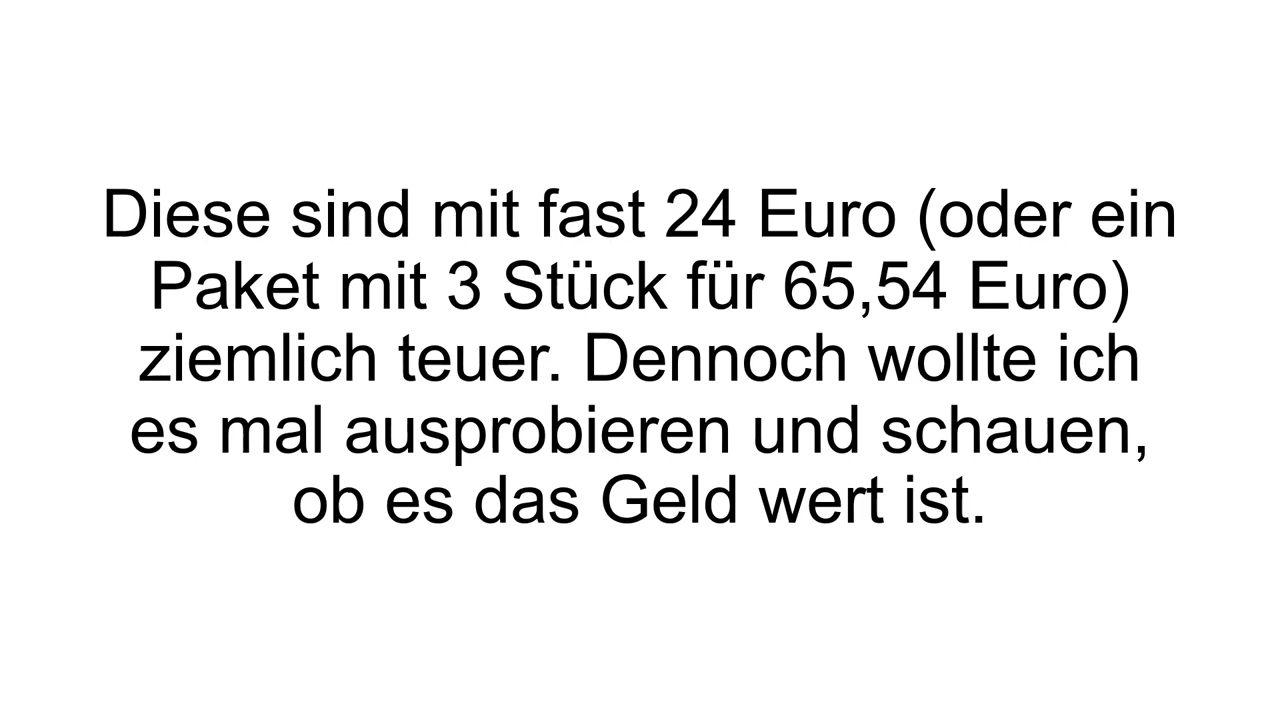 Diese sind mit fast 24 Euro (oder ein
Paket mit 3 Stück für 65,54 Euro)
ziemlich teuer. Dennoch wollte ich
es mal ausprobieren und schauen,
ob es das Geld wert ist.